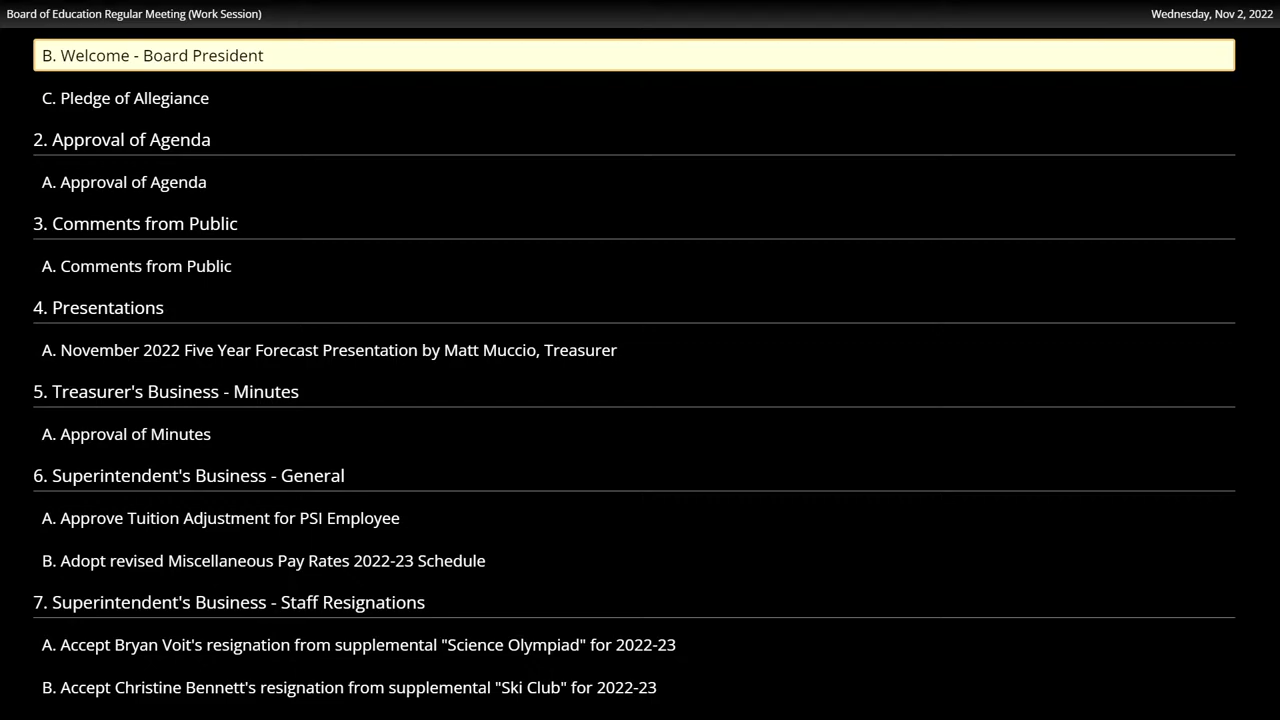 Board of Education Regular Meeting (Work Session)
Wednesday, Nov 2, 2022
B. Welcome - Board President
C. Pledge of Allegiance
2. Approval of Agenda
A. Approval of Agenda
3. Comments from Public
A. Comments from Public
4. Presentations
A. November 2022 Five Year Forecast Presentation by Matt Muccio, Treasurer
5. Treasurer's Business - Minutes
A. Approval of Minutes
6. Superintendent's Business - General
A. Approve Tuition Adjustment for PSI Employee
B. Adopt revised Miscellaneous Pay Rates 2022-23 Schedule
7. Superintendent's Business - Staff Resignations
A. Accept Bryan Voit's resignation from supplemental "Science Olympiad" for 2022-23
B. Accept Christine Bennett's resignation from supplemental "Ski Club" for 2022-23